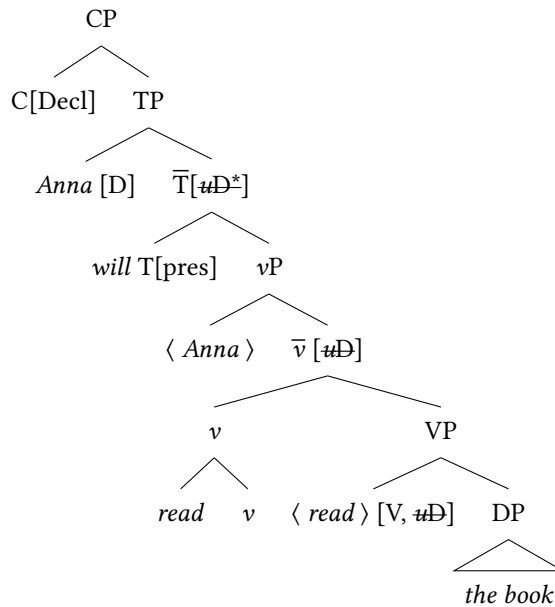 CP
C[Decl] TP
Anna [D] T̅[uD*]
will T[pres] vP
⟨ Anna ⟩ v̅ [uD]
v VP
read v ⟨ read ⟩ [V, uD] DP
the book